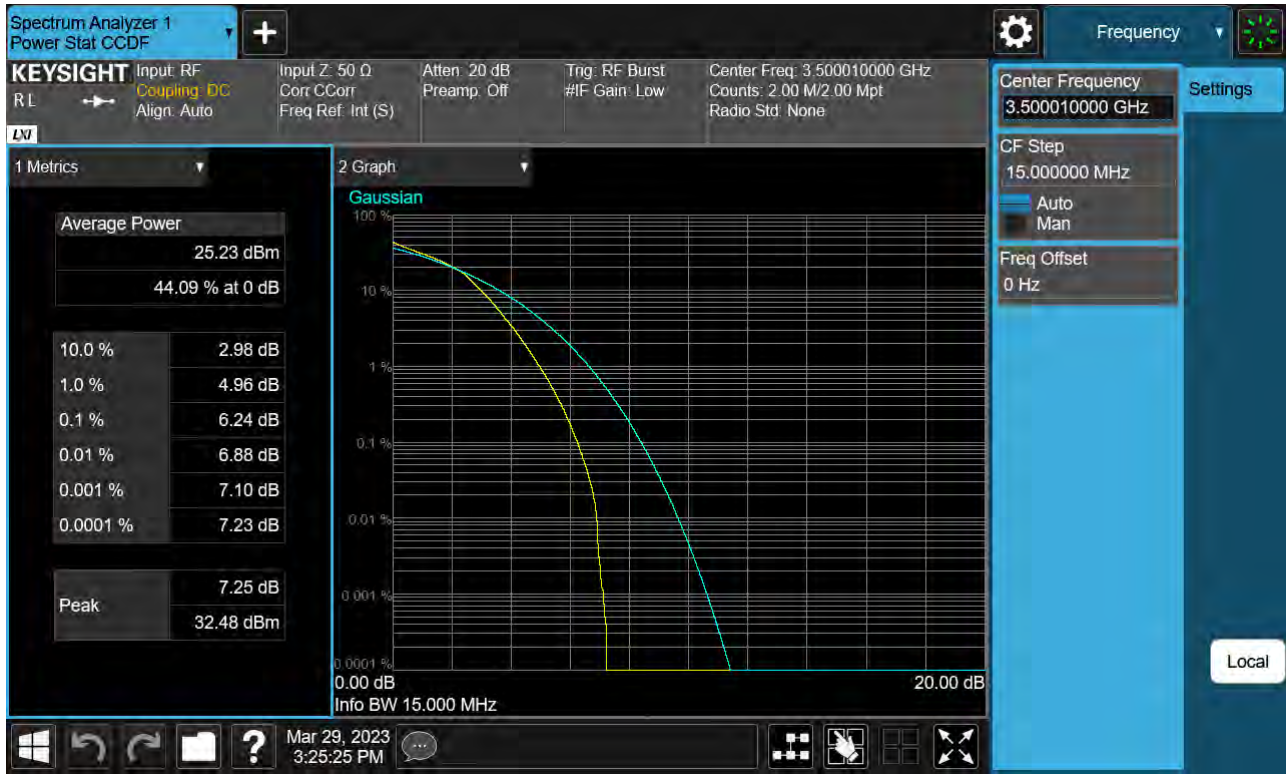 Spectrum Analyzer 1
Power Stat CCDF
+
Frequency
KEYSIGHT
RL
LXI
Input: RF
Coupling: DC
Align: Auto
Input Z: 50 Ω
Corr CCorr
Freq Ref: Int (S)
Atten: 20 dB
Preamp: Off
Trig: RF Burst
#IF Gain: Low
Center Freq: 3.500010000 GHz
Counts: 2.00 M/2.00 Mpt
Radio Std: None
1 Metrics
Average Power
25.23 dBm
44.09 % at 0 dB
10.0 % 2.98 dB
1.0 % 4.96 dB
0.1 % 6.24 dB
0.01 % 6.88 dB
0.001 % 7.10 dB
0.0001 % 7.23 dB
Peak
7.25 dB
32.48 dBm
2 Graph
Gaussian
100 %
10 %
1 %
0.1 %
0.01 %
0.001 %
0.0001 %
0.00 dB
20.00 dB
Info BW 15.000 MHz
Center Frequency
3.500010000 GHz
CF Step
15.000000 MHz
Auto
Man
Freq Offset
0 Hz
Settings
Local
?
Mar 29, 2023
3:25:25 PM